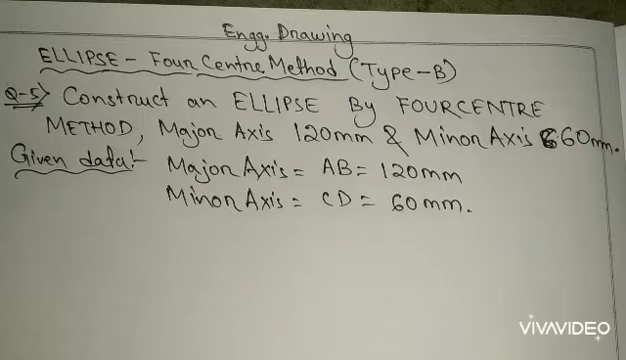 Engg. Drawing
ELLIPSE - Four Centre Method (Type-B)
Q-5) Construct an ELLIPSE By FOURCENTRE
METHOD, Major Axis 120mm & Minor Axis 60mm.
Given data:- Major Axis = AB = 120mm
Minor Axis = CD = 60mm.
VIVAVIDEO